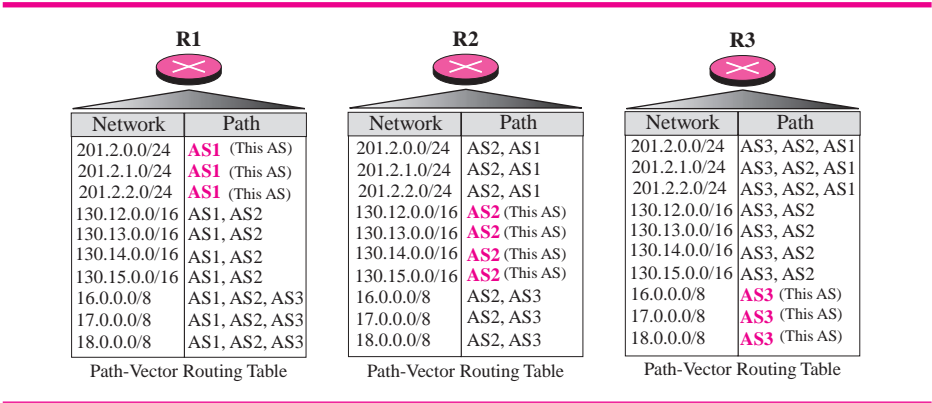 R1
Network Path
201.2.0.0/24 AS1 (This AS)
201.2.1.0/24 AS1 (This AS)
201.2.2.0/24 AS1 (This AS)
130.12.0.0/16 AS1, AS2
130.13.0.0/16 AS1, AS2
130.14.0.0/16 AS1, AS2
130.15.0.0/16 AS1, AS2
16.0.0.0/8 AS1, AS2, AS3
17.0.0.0/8 AS1, AS2, AS3
18.0.0.0/8 AS1, AS2, AS3
Path-Vector Routing Table
R2
Network Path
201.2.0.0/24 AS2, AS1
201.2.1.0/24 AS2, AS1
201.2.2.0/24 AS2, AS1
130.12.0.0/16 AS2 (This AS)
130.13.0.0/16 AS2 (This AS)
130.14.0.0/16 AS2 (This AS)
130.15.0.0/16 AS2 (This AS)
16.0.0.0/8 AS2, AS3
17.0.0.0/8 AS2, AS3
18.0.0.0/8 AS2, AS3
Path-Vector Routing Table
R3
Network Path
201.2.0.0/24 AS3, AS2, AS1
201.2.1.0/24 AS3, AS2, AS1
201.2.2.0/24 AS3, AS2, AS1
130.12.0.0/16 AS3, AS2
130.13.0.0/16 AS3, AS2
130.14.0.0/16 AS3, AS2
130.15.0.0/16 AS3, AS2
16.0.0.0/8 AS3 (This AS)
17.0.0.0/8 AS3 (This AS)
18.0.0.0/8 AS3 (This AS)
Path-Vector Routing Table